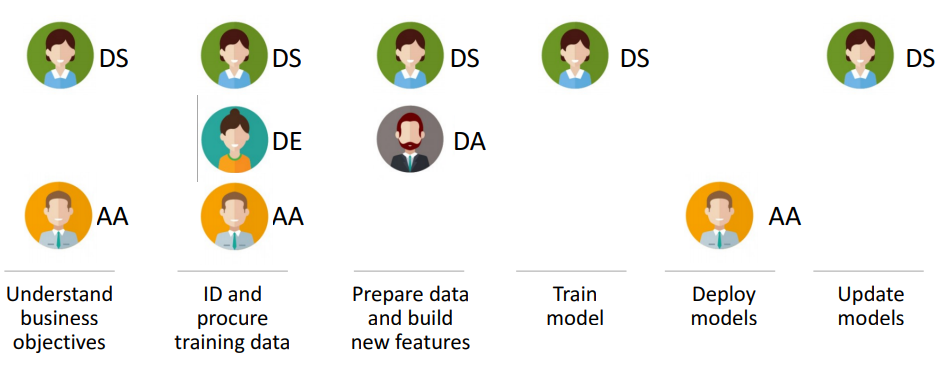 DS
DS
DS
DS
DS
DE
DA
AA
AA
AA
Understand
business
objectives
ID and
procure
training data
Prepare data
and build
new features
Train
model
Deploy
models
Update
models